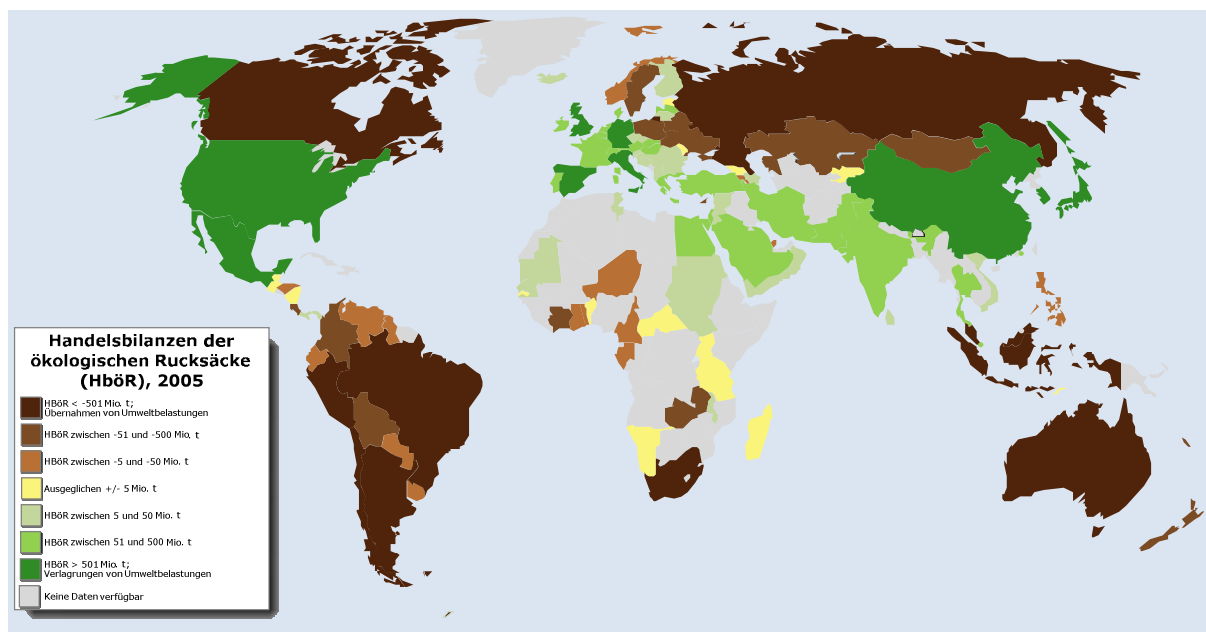 Handelsbilanzen der
ökologischen Rucksäcke
(HböR), 2005
HBöR < -501 Mio. t;
Übernahmen von Umweltbelastungen
HBöR zwischen -51 und -500 Mio. t
HBöR zwischen -5 und -50 Mio. t
Ausgeglichen +/- 5 Mio. t
HBöR zwischen 5 und 50 Mio. t
HBöR zwischen 51 und 500 Mio. t
HBöR > 501 Mio. t;
Verlagrungen von Umweltbelastungen
Keine Daten verfügbar